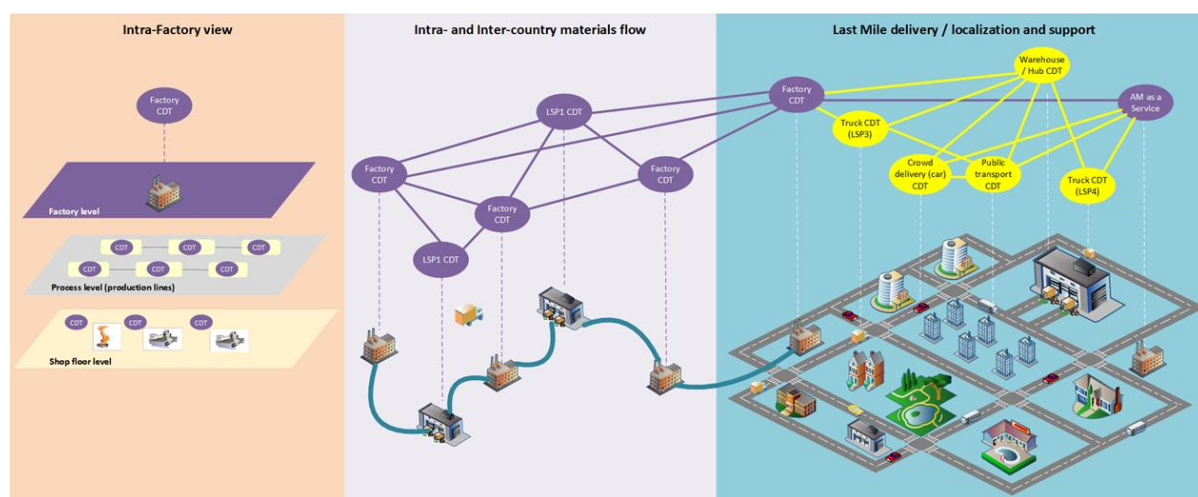 Intra-Factory view
Factory
CDT
Factory level
CDT
CDT
CDT
CDT
CDT
CDT
Process level (production lines)
CDT
CDT
CDT
Shop floor level
Intra- and Inter-country materials flow
LSP1 CDT
Factory
CDT
Factory
CDT
Factory
CDT
LSP1 CDT
Last Mile delivery / localization and support
Warehouse
/ Hub CDT
Factory
CDT
AM as a
Service
Truck CDT
(LSP3)
Crowd
delivery (car)
CDT
Public
transport
CDT
Truck CDT
(LSP4)